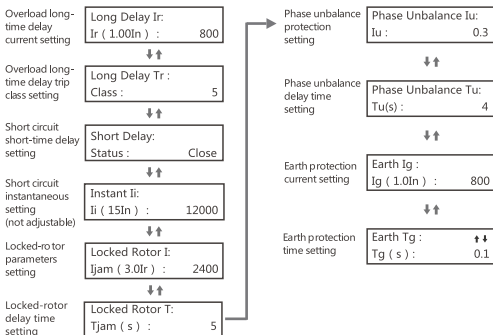 Overload long-
time delay
current setting
Long Delay Ir:
Ir ( 1.00In ) : 800
Overload long-
time delay trip
class setting
Long Delay Tr :
Class : 5
Short circuit
short-time delay
setting
Short Delay:
Status : Close
Short circuit
instantaneous
setting
(not adjustable)
Instant Ii:
Ii ( 15In ) : 12000
Locked-rotor
parameters
setting
Locked Rotor I:
Ijam ( 3.0Ir ) : 2400
Locked-rotor
delay time
setting
Locked Rotor T:
Tjam ( s ) : 5
Phase unbalance
protection
setting
Phase Unbalance Iu:
Iu : 0.3
Phase unbalance
delay time
setting
Phase Unbalance Tu:
Tu(s) : 4
Earth protection
current setting
Earth Ig :
Ig ( 1.0In ) : 800
Earth protection
time setting
Earth Tg :
Tg ( s ) : 0.1